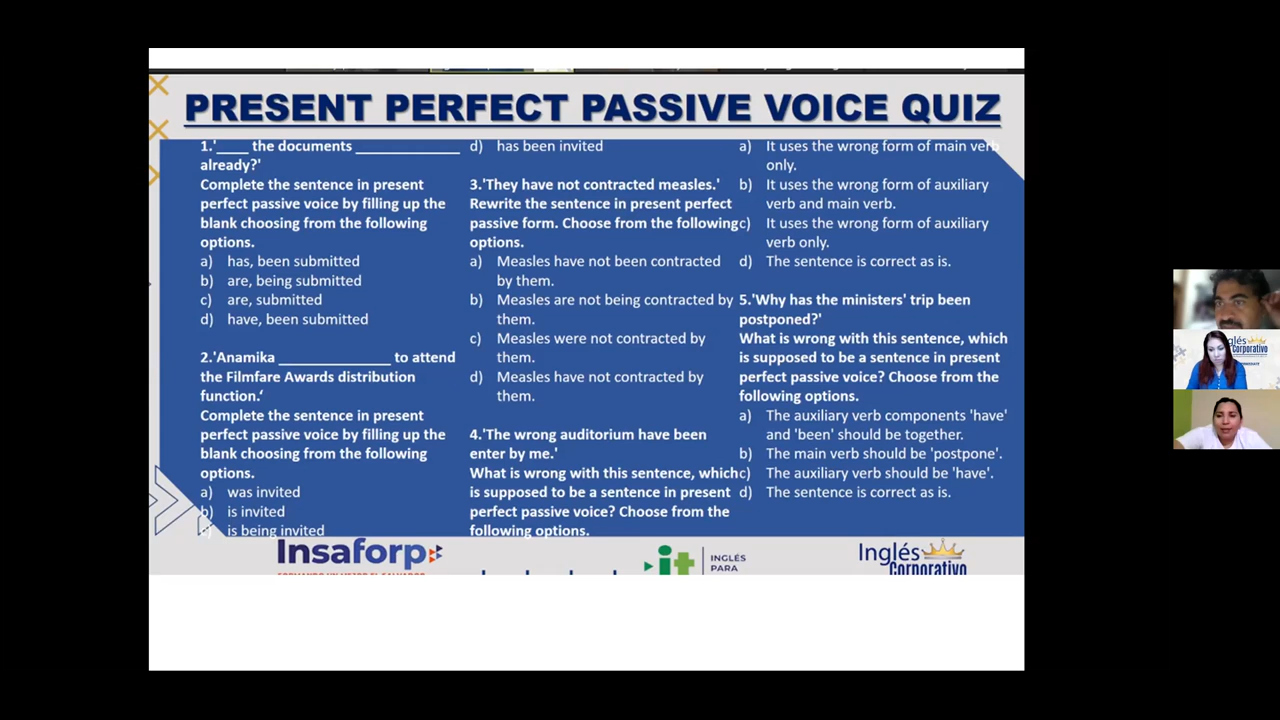 PRESENT PERFECT PASSIVE VOICE QUIZ
1.'____ the documents _____________
already?'
Complete the sentence in present
perfect passive voice by filling up the
blank choosing from the following
options.
a) has, been submitted
b) are, being submitted
c) are, submitted
d) have, been submitted
2.'Anamika ______________ to attend
the Filmfare Awards distribution
function.'
Complete the sentence in present
perfect passive voice by filling up the
blank choosing from the following
options.
a) was invited
b) is invited
c) is being invited
d) has been invited
3.'They have not contracted measles.'
Rewrite the sentence in present perfect
passive form. Choose from the following
options.
a) Measles have not been contracted
by them.
b) Measles are not being contracted by
them.
c) Measles were not contracted by
them.
d) Measles have not contracted by
them.
4.'The wrong auditorium have been
enter by me.'
What is wrong with this sentence, which
is supposed to be a sentence in present
perfect passive voice? Choose from the
following options.
a) It uses the wrong form of main verb
only.
b) It uses the wrong form of auxiliary
verb and main verb.
c) It uses the wrong form of auxiliary
verb only.
d) The sentence is correct as is.
5.'Why has the ministers' trip been
postponed?'
What is wrong with this sentence, which
is supposed to be a sentence in present
perfect passive voice? Choose from the
following options.
a) The auxiliary verb components 'have'
and 'been' should be together.
b) The main verb should be 'postpone'.
c) The auxiliary verb should be 'have'.
d) The sentence is correct as is.
Insaforp
it
INGLÉS
PARA
Inglés
Corporativo